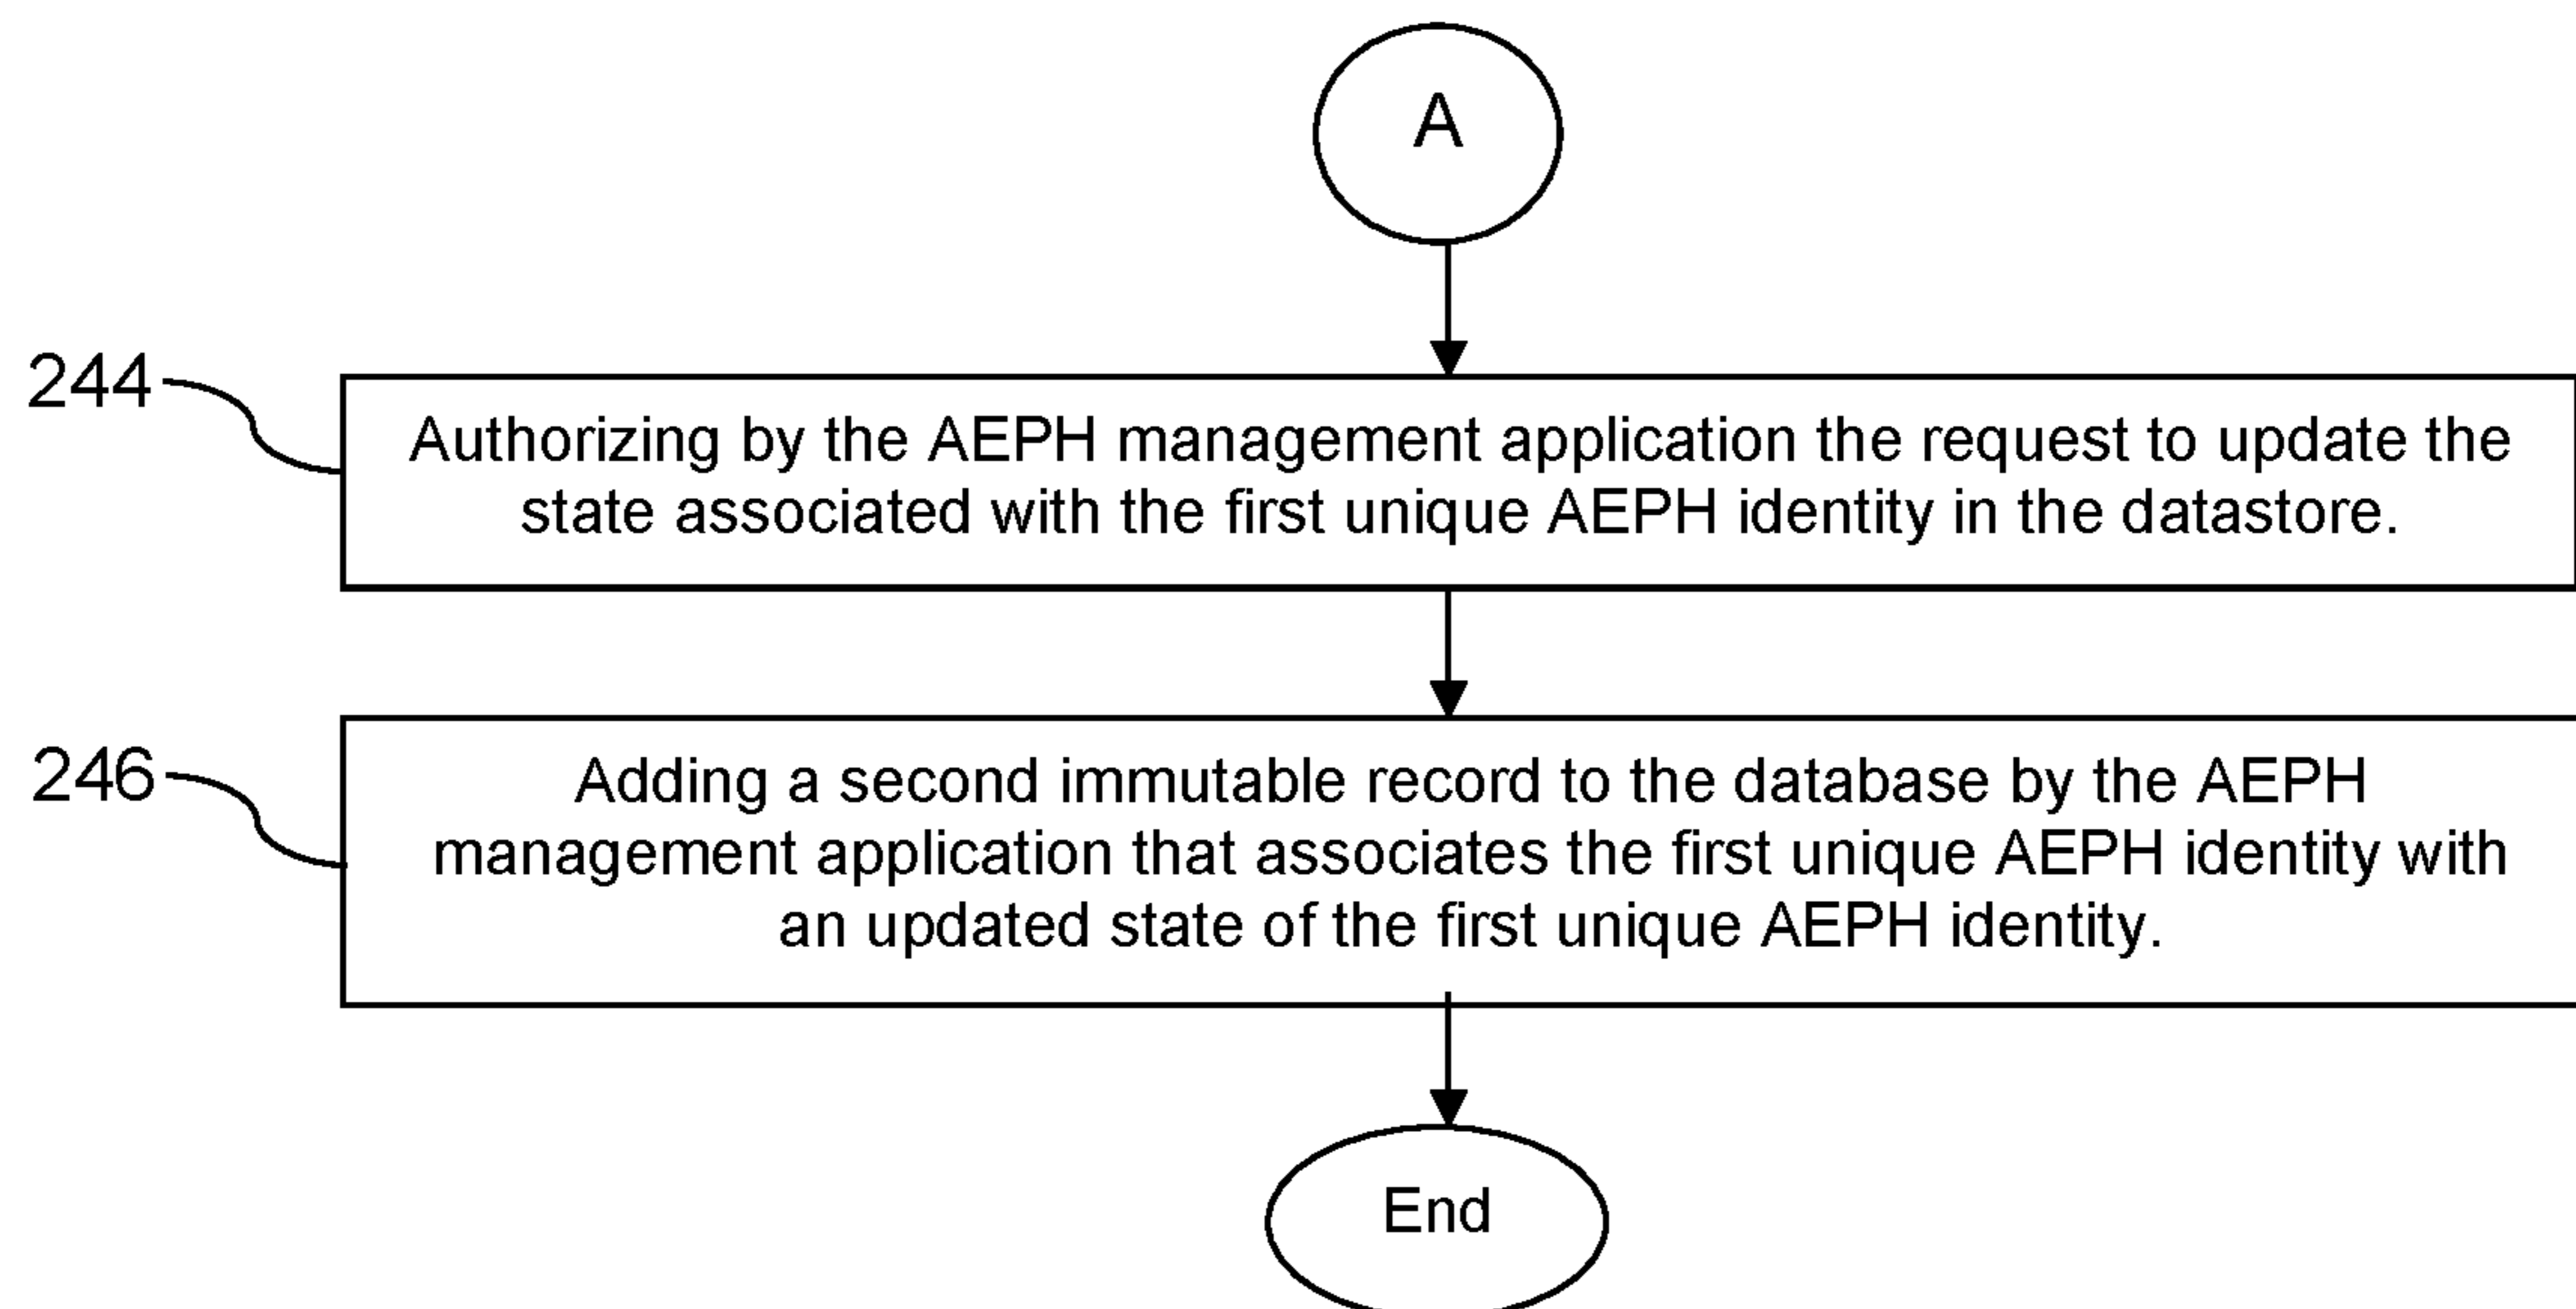 A
244
Authorizing by the AEPH management application the request to update the
state associated with the first unique AEPH identity in the datastore.
246
Adding a second immutable record to the database by the AEPH
management application that associates the first unique AEPH identity with
an updated state of the first unique AEPH identity.
End